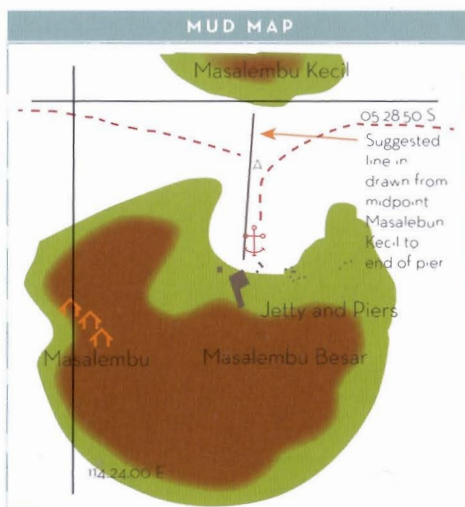 MUD MAP
Masalembu Kecil
05 28.50 S
Suggested
line in
drawn from
midpoint
Masalebun
Kecil to
end of pier
A
Jetty and Piers
Masalembu
Masalembu Besar
114.24.00 E